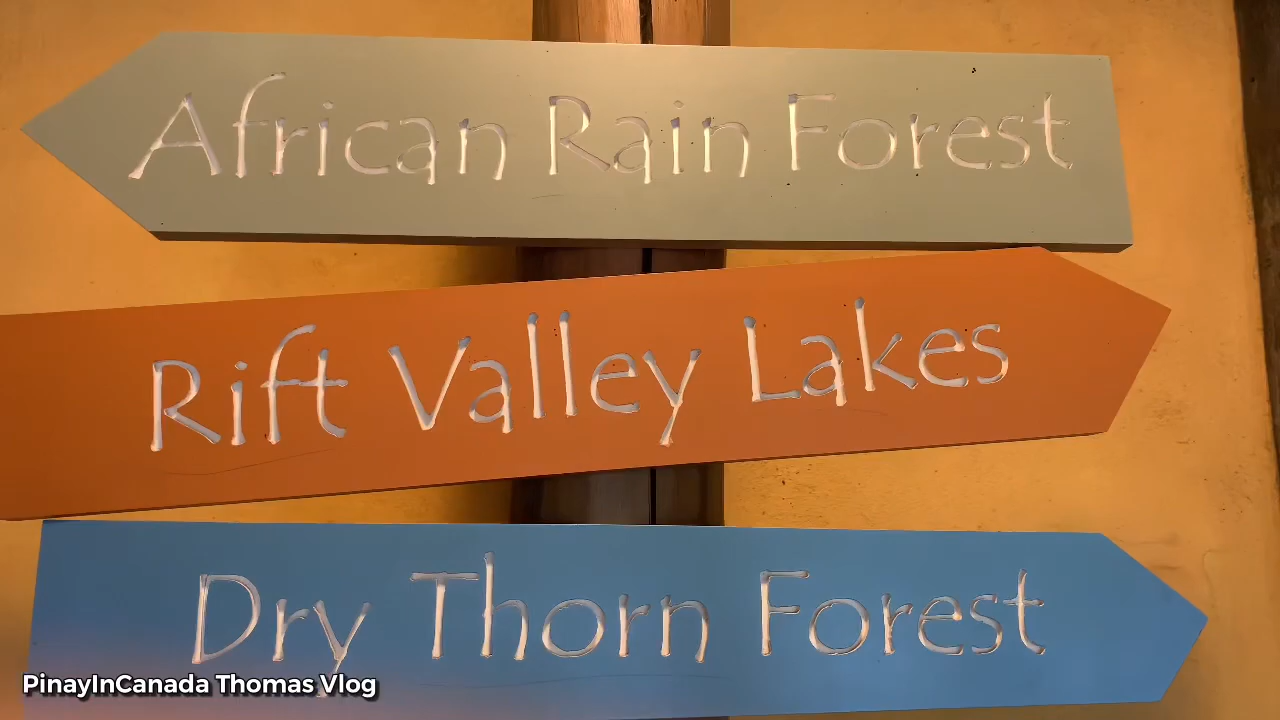 African Rain Forest
Rift Valley Lakes
Dry Thorn Forest
PinayInCanada Thomas Vlog